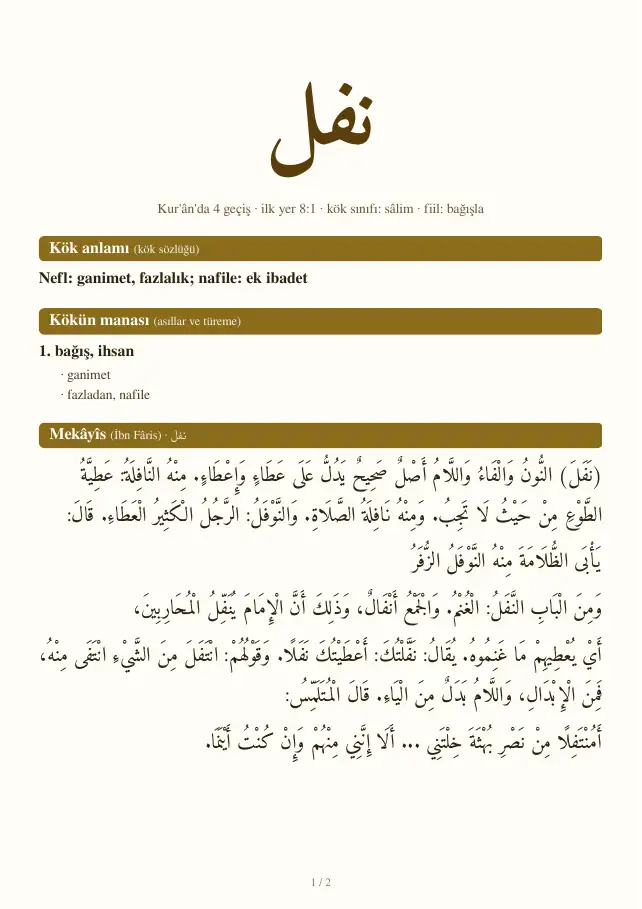 نفل
Kur'ân'da 4 geçiş · ilk yer 8:1 · kök sınıfı: sâlim · fiil: bağışla
Kök anlamı (kök sözlüğü)
Nefl: ganimet, fazlalık; nafile: ek ibadet
Kökün manası (asıllar ve türeme)
1. bağış, ihsan
· ganimet
· fazladan, nafile
Mekâyîs (İbn Fâris) · نفل
(نَفَلَ) النُّونُ وَالْفَاءُ وَاللَّامُ أَصْلٌ صَحِيحٌ يَدُلُّ عَلَى عَطَاءٍ وَإِعْطَاءٍ. مِنْهُ النَّافِلَةُ: عَطِيَّةُ
الطَّوْعِ مِنْ حَيْثُ لَا تَجِبُ. وَمِنْهُ نَافِلَةُ الصَّلَاةِ. وَالنَّوْفَلُ: الرَّجُلُ الْكَثِيرُ الْعَطَاءِ. قَالَ:
يَأْبَى الظُّلَامَةَ مِنْهُ النَّوْفَلُ الزُّفَرُ
وَمِنَ الْبَابِ النَّفَلُ: الْغُنْمُ. وَالْجَمْعُ أَنْفَالٌ، وَذَلِكَ أَنَّ الْإِمَامَ يُنَفِّلُ الْمُحَارِبِينَ،
أَيْ يُعْطِيهِمْ مَا غَنِمُوهُ. يُقَالُ: نَفَّلْتُكَ: أَعْطَيْتُكَ نَفَلًا. وَقَوْلُهُمْ: انْتَفَلَ مِنَ الشَّيْءِ انْتَفَى مِنْهُ،
فَمِنَ الْإِبْدَالِ، وَاللَّامُ بَدَلٌ مِنَ الْيَاءِ. قَالَ الْمُتَلَمِّسُ:
أَمُنْتَفِلًا مِنْ نَصْرِ بُهْثَةَ خِلْتَنِي ... أَلَا إِنَّنِي مِنْهُمْ وَإِنْ كُنْتُ أَيْنَمَا.
1 / 2